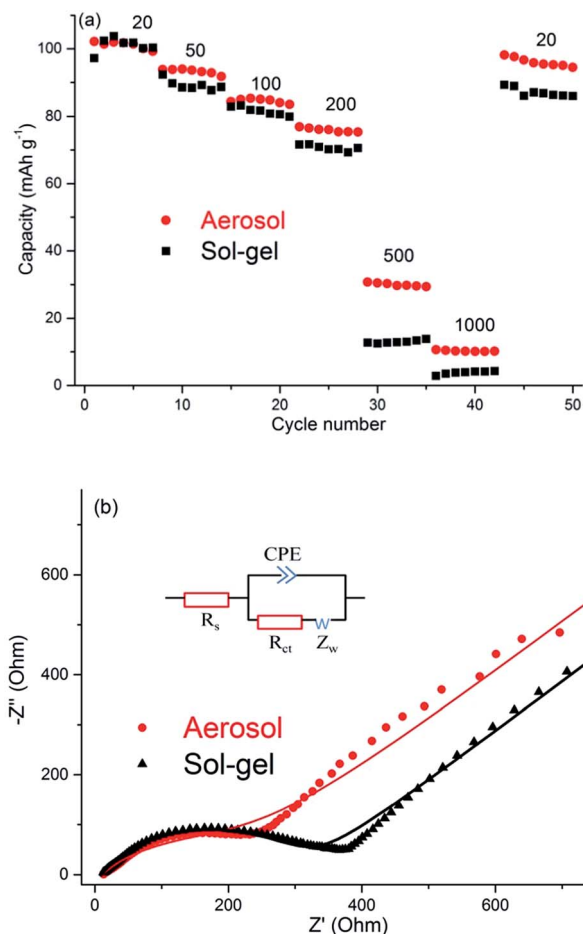 (a)
20
50
100
200
500
1000
20
Aerosol
Sol-gel
Capacity (mAh g⁻¹)
100
80
60
40
20
0
0
10
20
30
40
50
Cycle number
(b)
CPE
Rs
Rct
Zw
Aerosol
Sol-gel
-Z'' (Ohm)
600
400
200
0
0
200
400
600
Z' (Ohm)